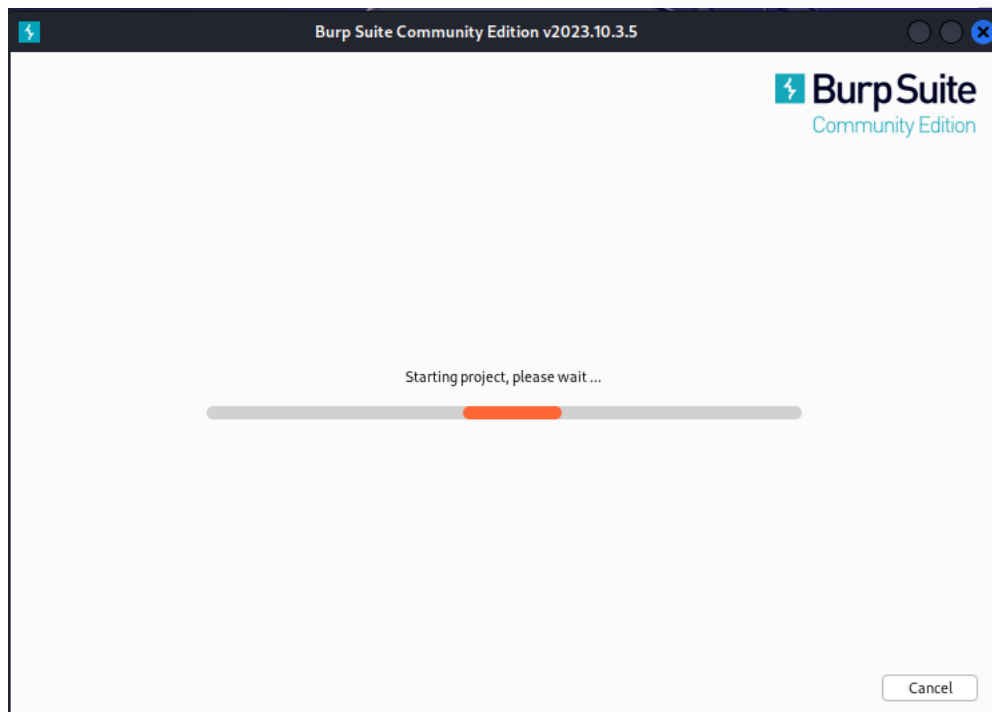 Burp Suite Community Edition v2023.10.3.5
Burp Suite
Community Edition
Starting project, please wait ...
Cancel